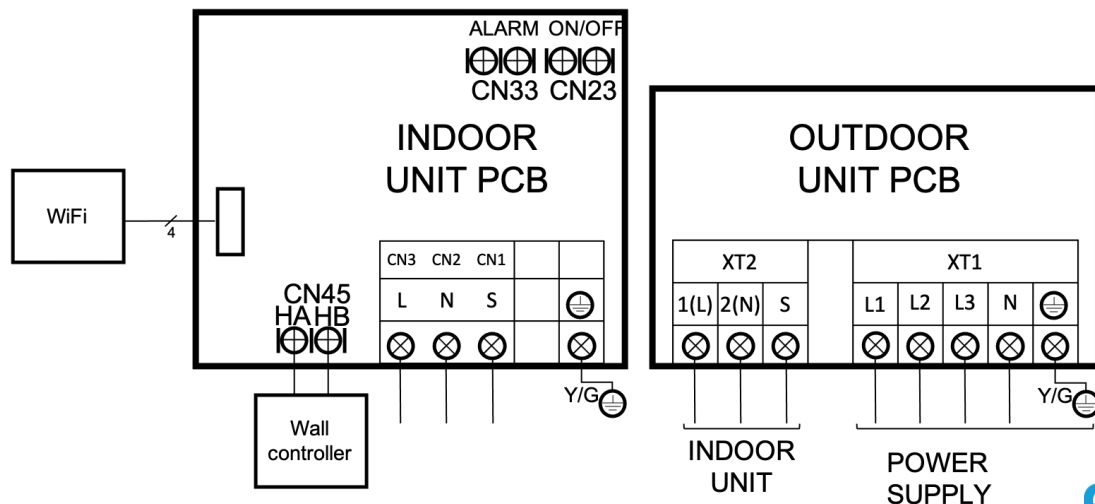 ALARM ON/OFF
CN33 CN23
INDOOR
UNIT PCB
WiFi
4
CN3 CN2 CN1
L N S
CN45
HA HB
Y/G
Wall
controller
OUTDOOR
UNIT PCB
XT2 XT1
1(L) 2(N) S L1 L2 L3 N
Y/G
INDOOR
UNIT
POWER
SUPPLY